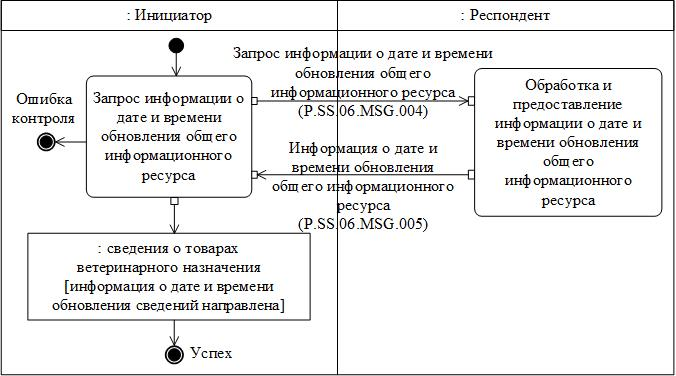 : Инициатор
: Респондент
Запрос информации о дате и времени
обновления общего
информационного ресурса
(P.SS.06.MSG.004)
Запрос информации о
дате и времени
обновления общего
информационного
ресурса
Ошибка
контроля
Обработка и
предоставление
информации о дате и
времени обновления
общего
информационного
ресурса
Информация о дате и
времени обновления
общего информационного
ресурса
(P.SS.06.MSG.005)
: сведения о товарах
ветеринарного назначения
[информация о дате и времени
обновления сведений направлена]
Успех